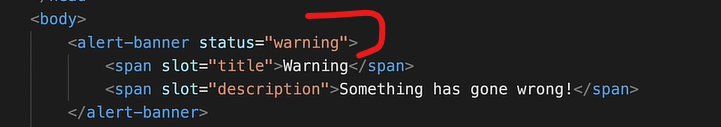 <body>
<alert-banner status="warning">
<span slot="title">Warning</span>
<span slot="description">Something has gone wrong!</span>
</alert-banner>